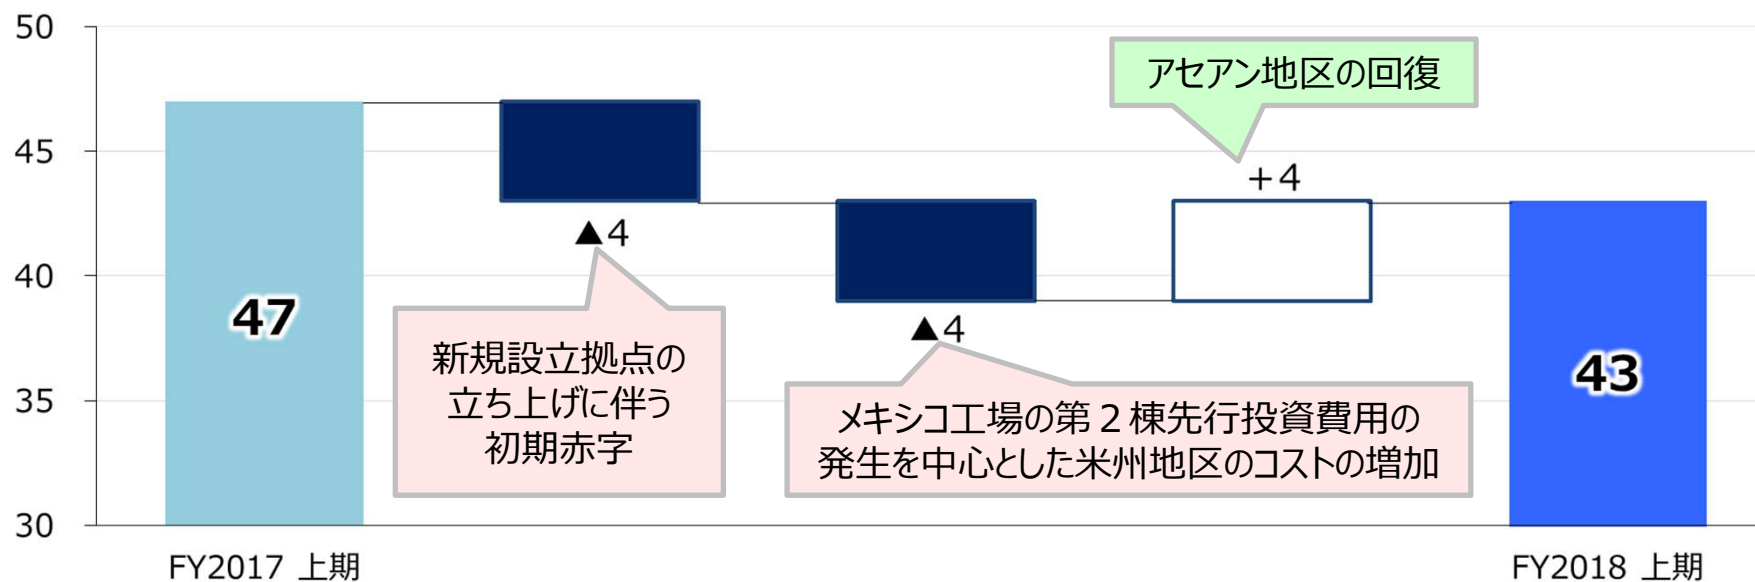 50
45
40
35
30
アセアン地区の回復
+4
▲4
▲4
47
新規設立拠点の
立ち上げに伴う
初期赤字
メキシコ工場の第2棟先行投資費用の
発生を中心とした米州地区のコストの増加
43
FY2017 上期
FY2018 上期